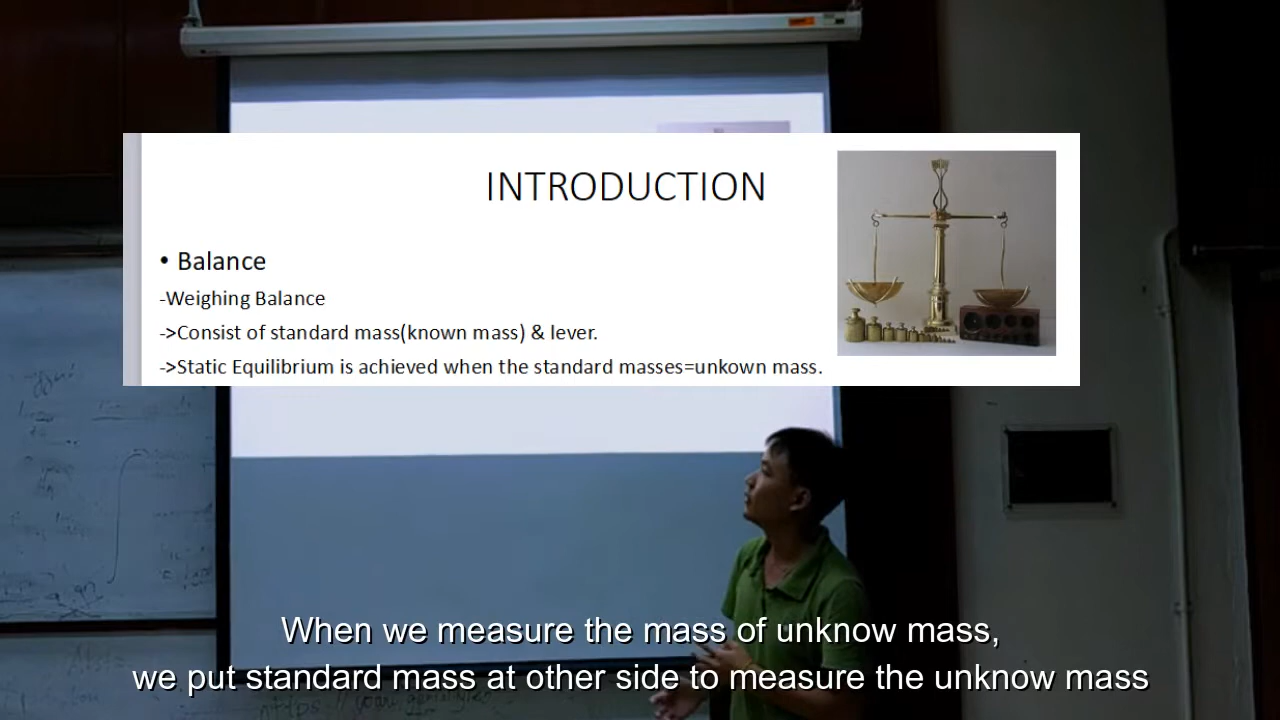 INTRODUCTION
• Balance
-Weighing Balance
->Consist of standard mass(known mass) & lever.
->Static Equilibrium is achieved when the standard masses=unkown mass.
When we measure the mass of unknow mass,
we put standard mass at other side to measure the unknow mass